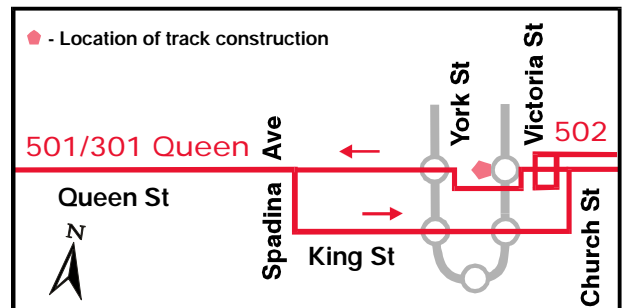 - Location of track construction
York St
Victoria St
502
501/301 Queen
Spadina Ave
Queen St
King St
Church St
N